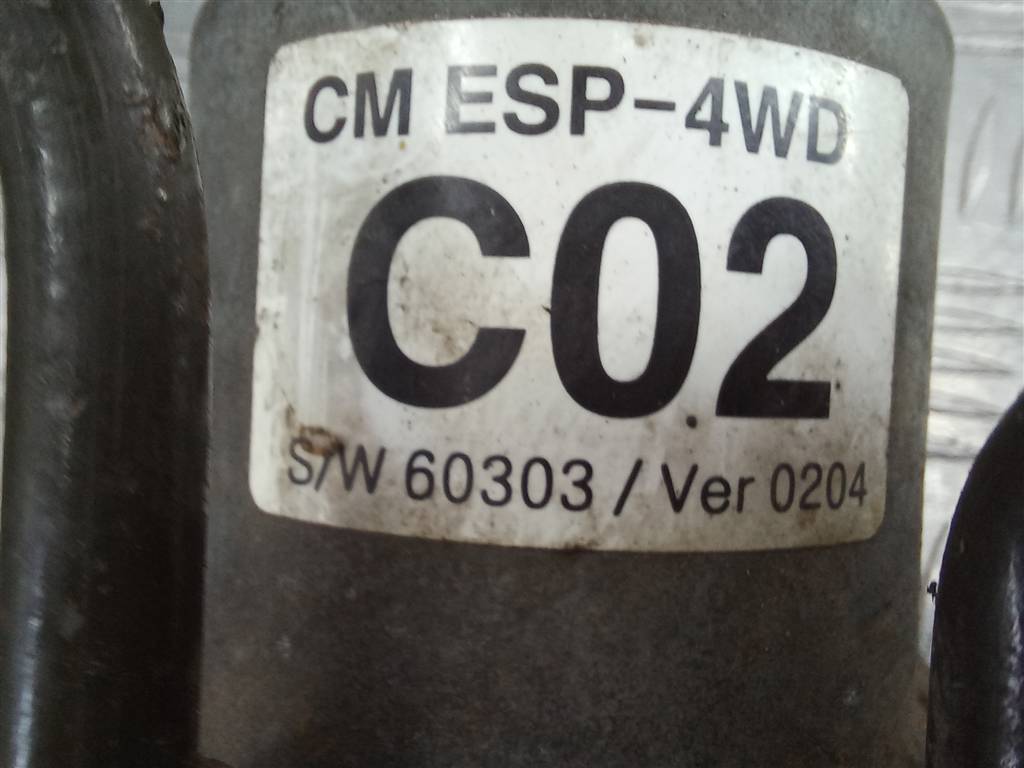 CM ESP-4WD
C02
S/W 60303 / Ver 0204